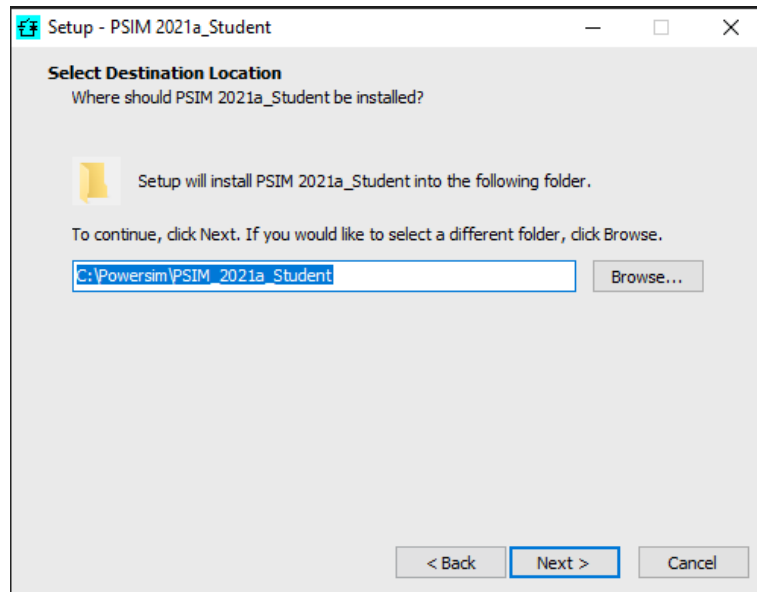 Setup - PSIM 2021a_Student
Select Destination Location
Where should PSIM 2021a_Student be installed?
Setup will install PSIM 2021a_Student into the following folder.
To continue, click Next. If you would like to select a different folder, click Browse.
C:\Powersim\PSIM_2021a_Student
Browse...
< Back
Next >
Cancel